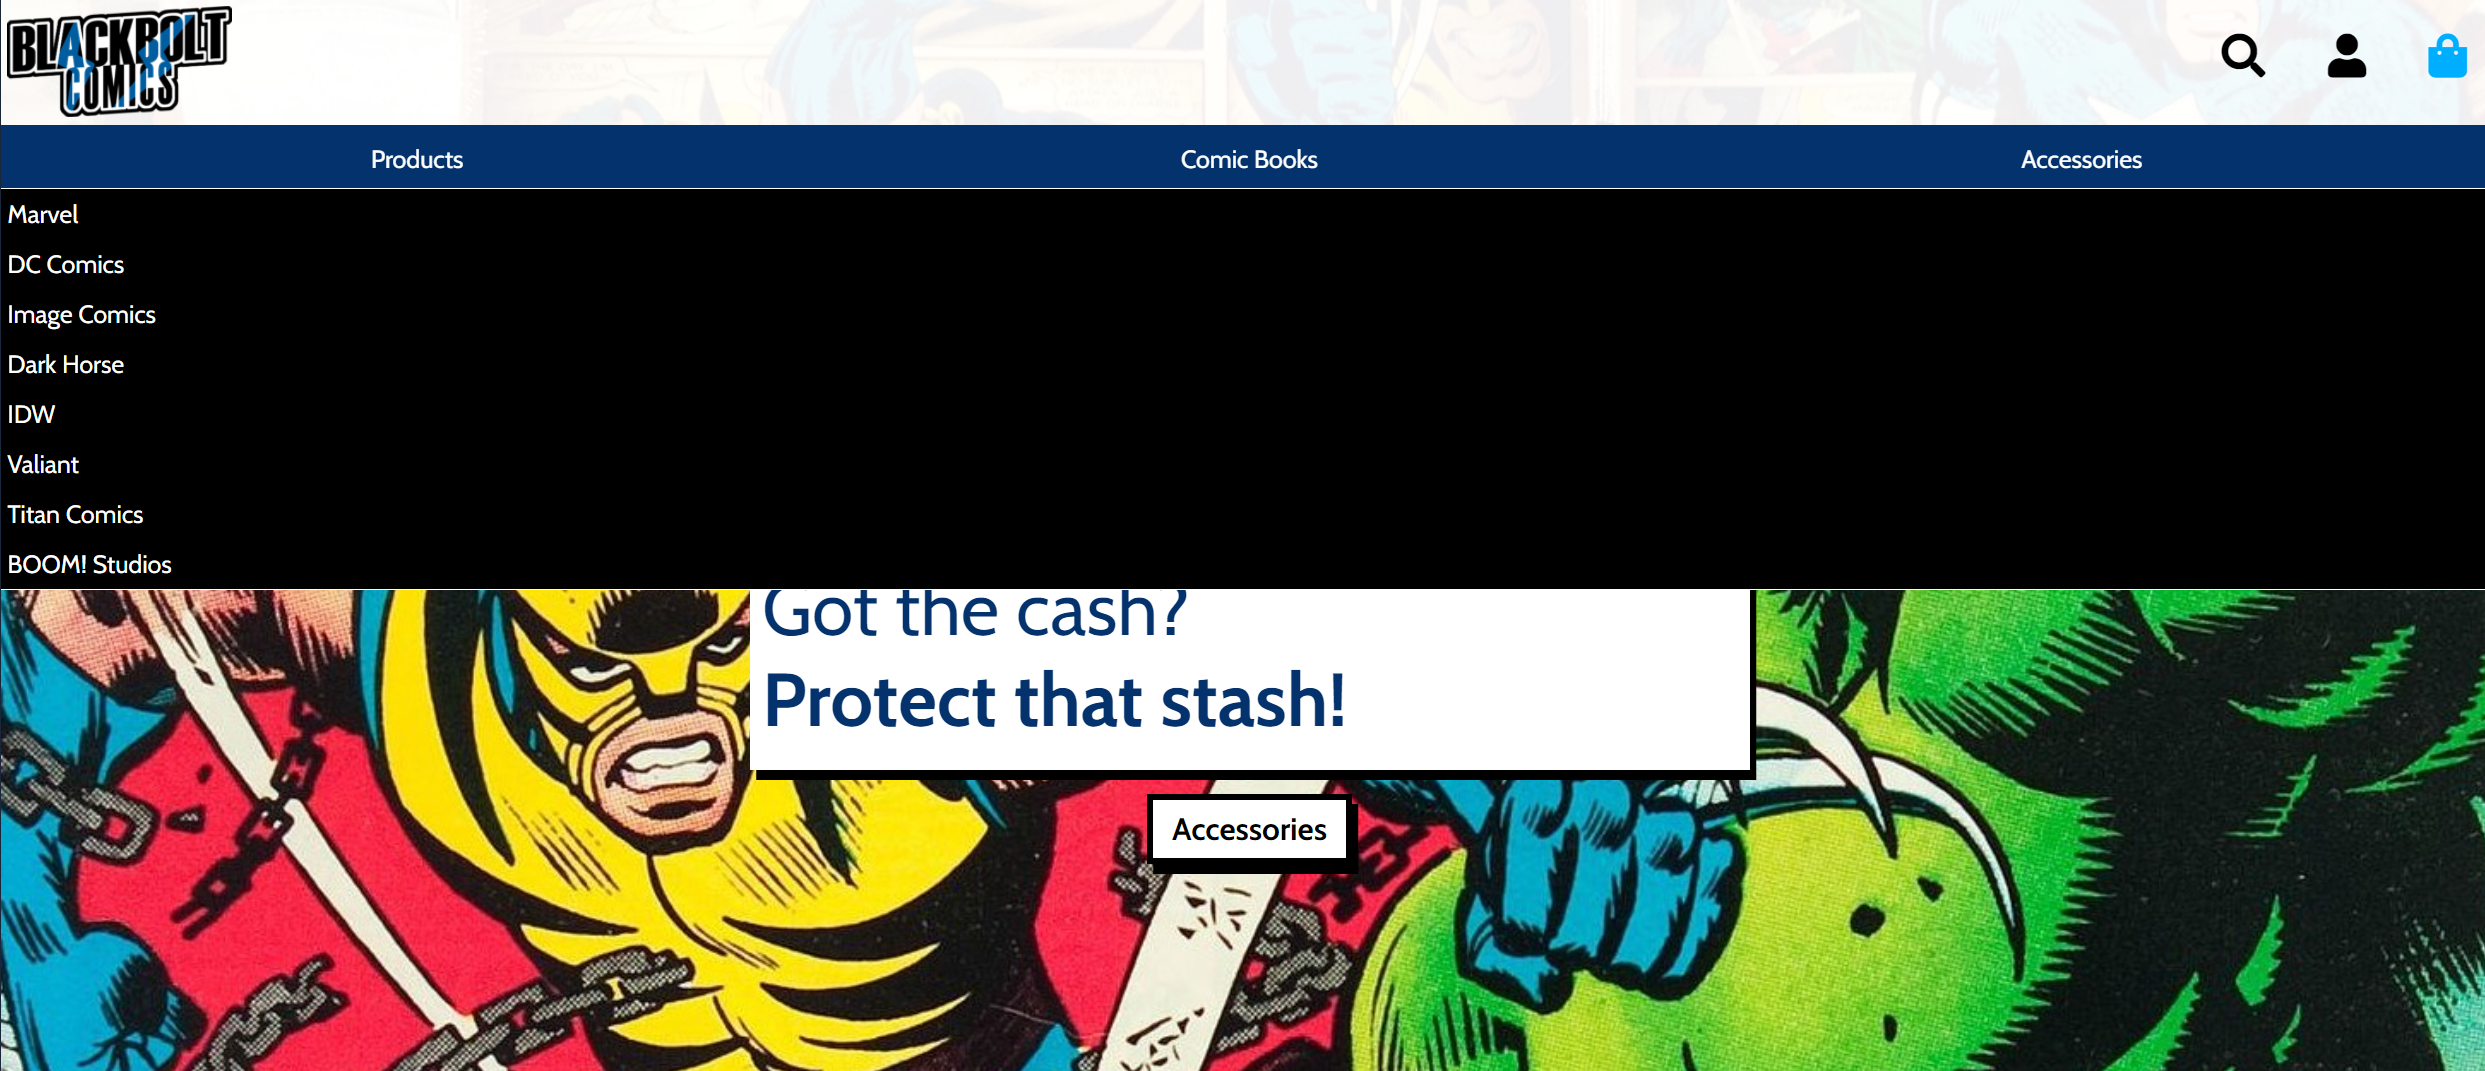 BLACKBOLT
COMICS
Products
Comic Books
Accessories
Marvel
DC Comics
Image Comics
Dark Horse
IDW
Valiant
Titan Comics
BOOM! Studios
Got the cash?
Protect that stash!
Accessories